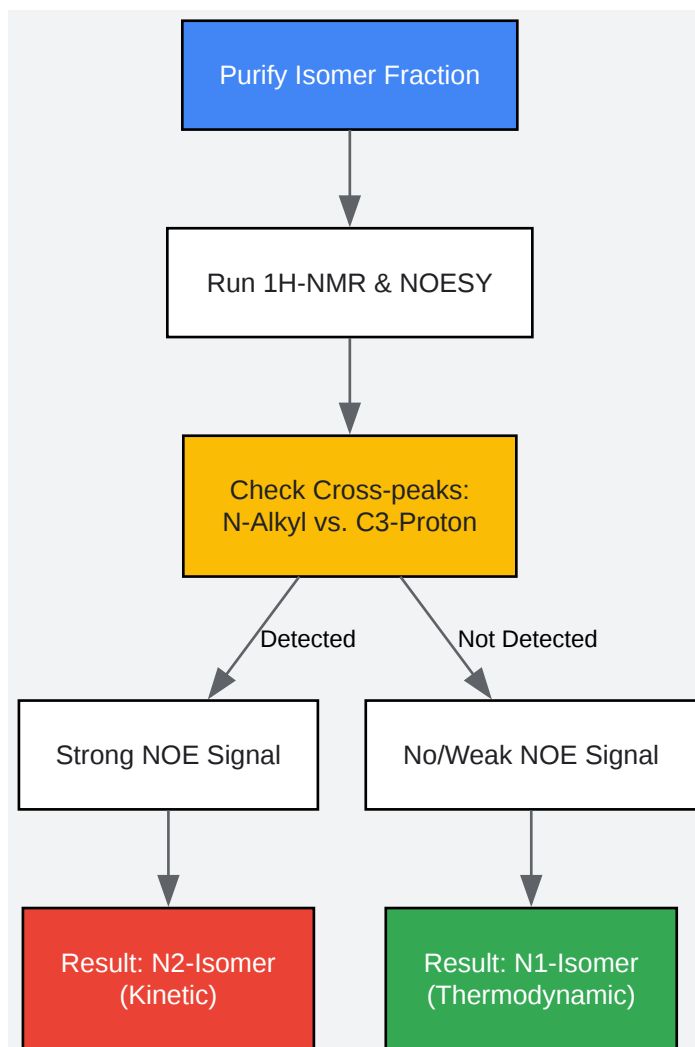 Purify Isomer Fraction
Run 1H-NMR & NOESY
Check Cross-peaks:
N-Alkyl vs. C3-Proton
Detected
Not Detected
Strong NOE Signal
No/Weak NOE Signal
Result: N2-Isomer
(Kinetic)
Result: N1-Isomer
(Thermodynamic)